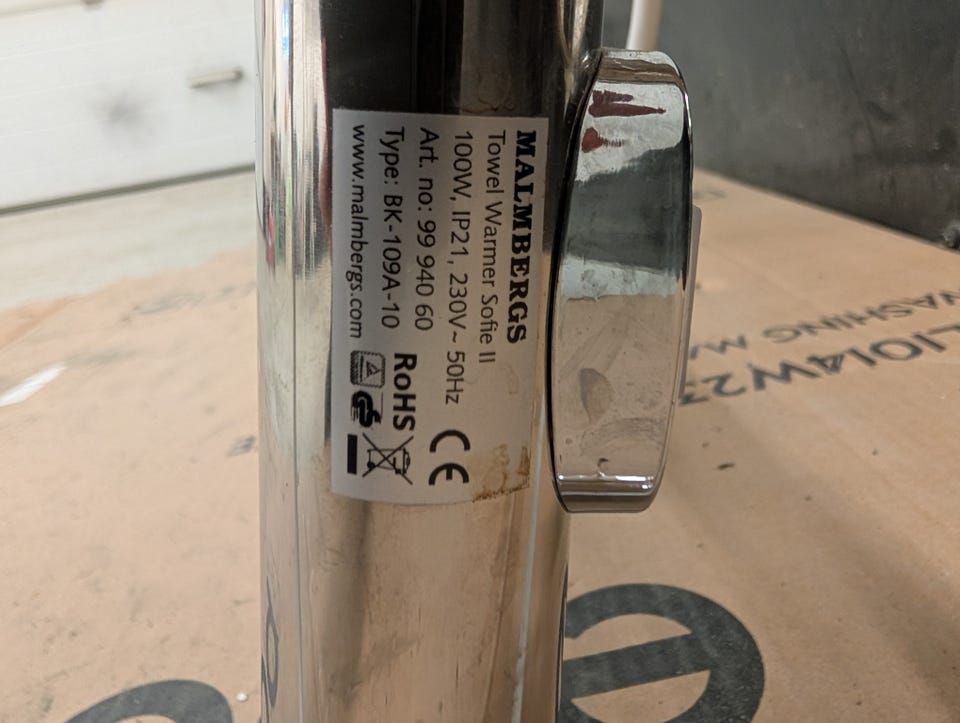 MALMBERGS
Towel Warmer Sofie II
100W, IP21, 230V~ 50Hz
Art. no: 99 940 60
Type: BK-109A-10
www.malmbergs.com
RoHS
CE